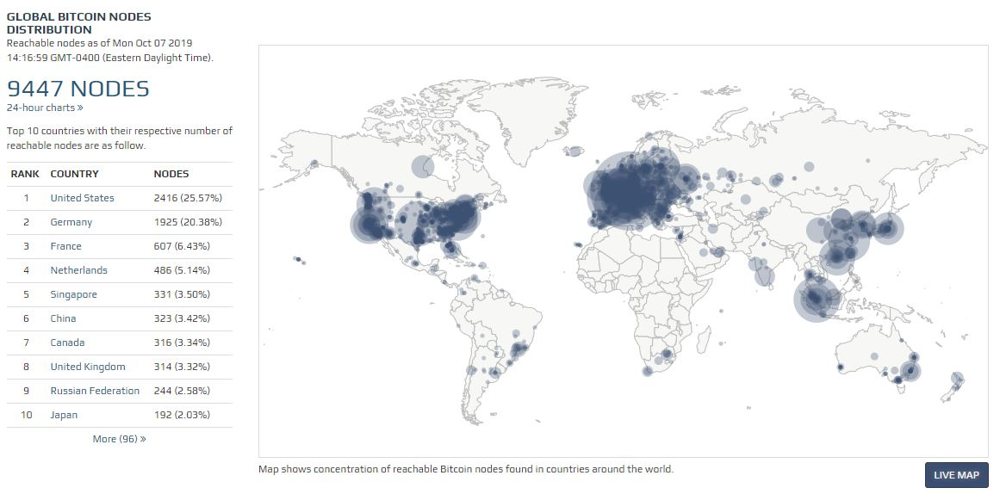 GLOBAL BITCOIN NODES
DISTRIBUTION
Reachable nodes as of Mon Oct 07 2019
14:16:59 GMT-0400 (Eastern Daylight Time).
9447 NODES
24-hour charts »
Top 10 countries with their respective number of
reachable nodes are as follow.
RANK COUNTRY NODES
1 United States 2416 (25.57%)
2 Germany 1925 (20.38%)
3 France 607 (6.43%)
4 Netherlands 486 (5.14%)
5 Singapore 331 (3.50%)
6 China 323 (3.42%)
7 Canada 316 (3.34%)
8 United Kingdom 314 (3.32%)
9 Russian Federation 244 (2.58%)
10 Japan 192 (2.03%)
More (96) »
Map shows concentration of reachable Bitcoin nodes found in countries around the world.
LIVE MAP